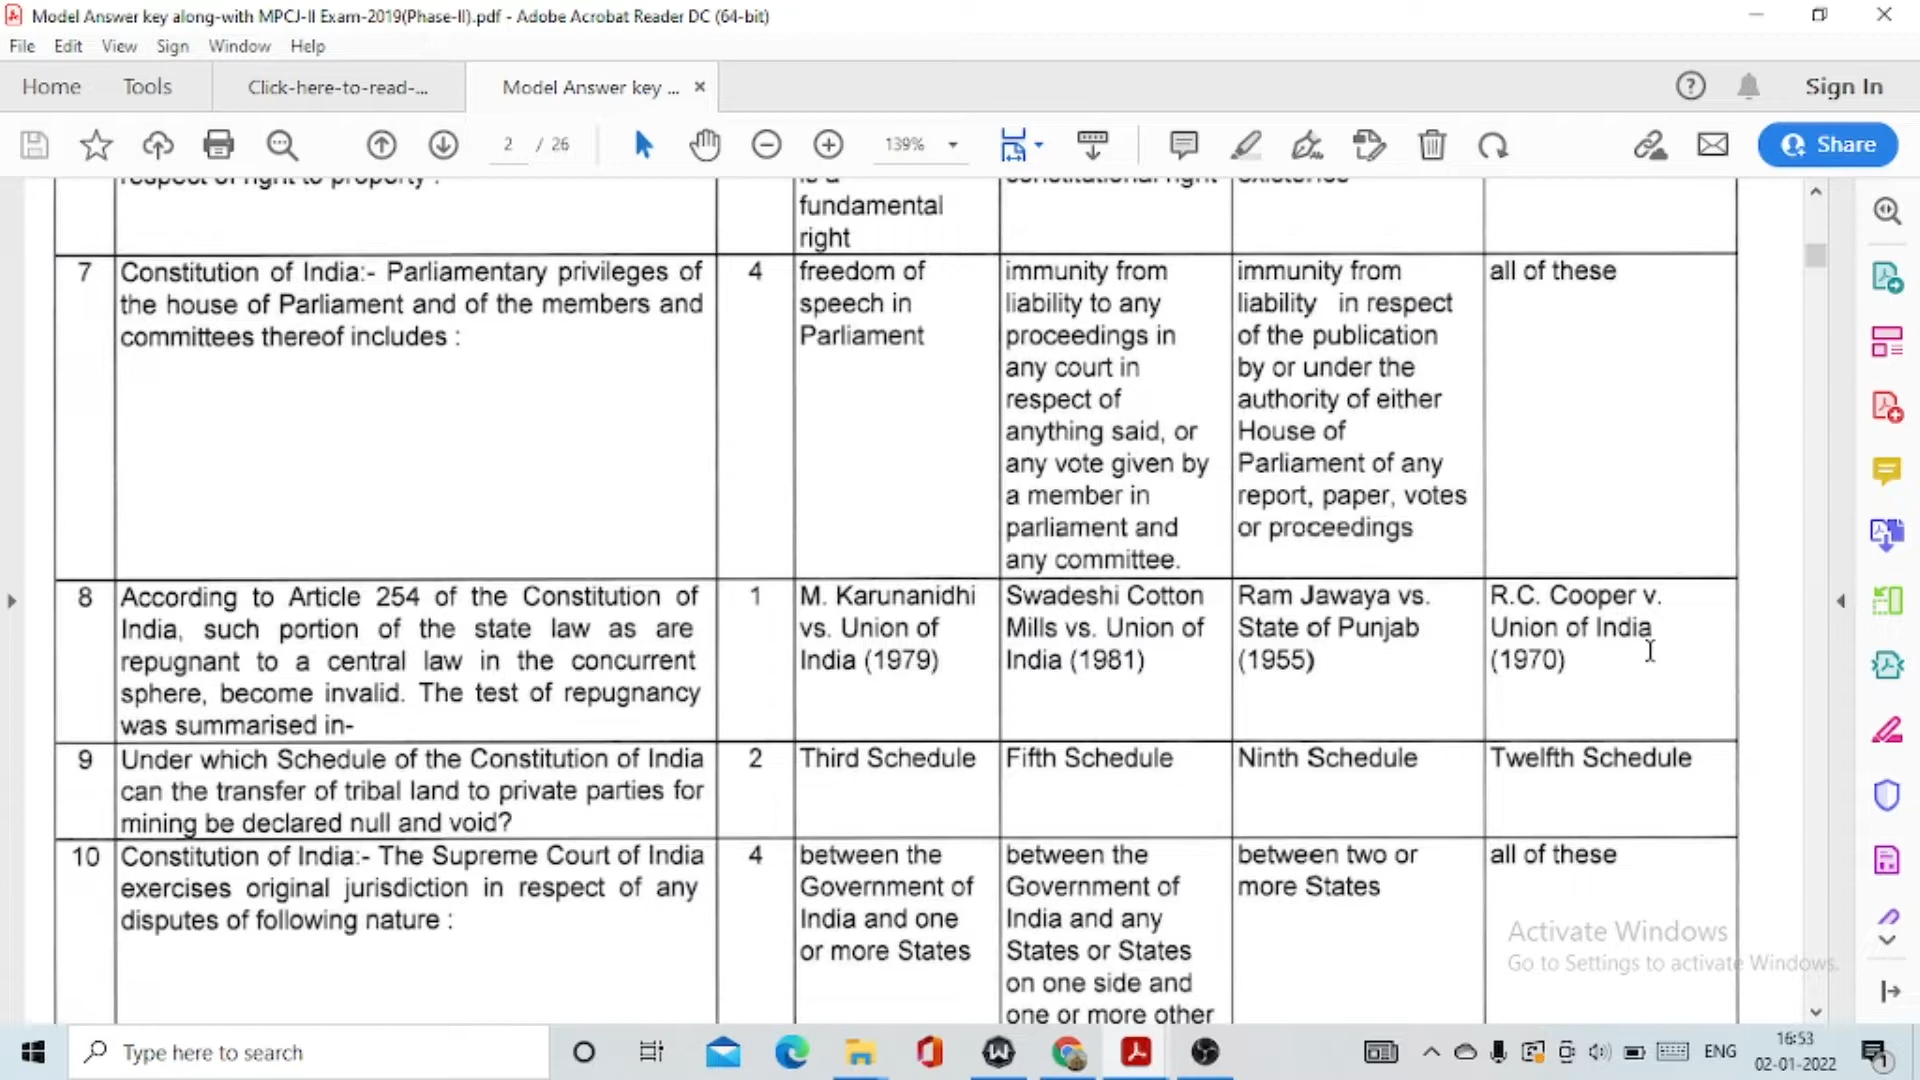 Model Answer key along-with MPCJ-II Exam-2019(Phase-II).pdf - Adobe Acrobat Reader DC (64-bit)
File Edit View Sign Window Help
Home Tools Click-here-to-read-... Model Answer key ... × Sign In
2 / 26 139% Share
respect of right to property :
is a
fundamental
right
constitutional right
existence
7
Constitution of India:- Parliamentary privileges of
the house of Parliament and of the members and
committees thereof includes :
4
freedom of
speech in
Parliament
immunity from
liability to any
proceedings in
any court in
respect of
anything said, or
any vote given by
a member in
parliament and
any committee.
immunity from
liability in respect
of the publication
by or under the
authority of either
House of
Parliament of any
report, paper, votes
or proceedings
all of these
8
According to Article 254 of the Constitution of
India, such portion of the state law as are
repugnant to a central law in the concurrent
sphere, become invalid. The test of repugnancy
was summarised in-
1
M. Karunanidhi
vs. Union of
India (1979)
Swadeshi Cotton
Mills vs. Union of
India (1981)
Ram Jawaya vs.
State of Punjab
(1955)
R.C. Cooper v.
Union of India
(1970)
9
Under which Schedule of the Constitution of India
can the transfer of tribal land to private parties for
mining be declared null and void?
2
Third Schedule
Fifth Schedule
Ninth Schedule
Twelfth Schedule
10
Constitution of India:- The Supreme Court of India
exercises original jurisdiction in respect of any
disputes of following nature :
4
between the
Government of
India and one
or more States
between the
Government of
India and any
States or States
on one side and
one or more other
between two or
more States
all of these
Activate Windows
Go to Settings to activate Windows.
Type here to search
ENG
16:53
02-01-2022
1